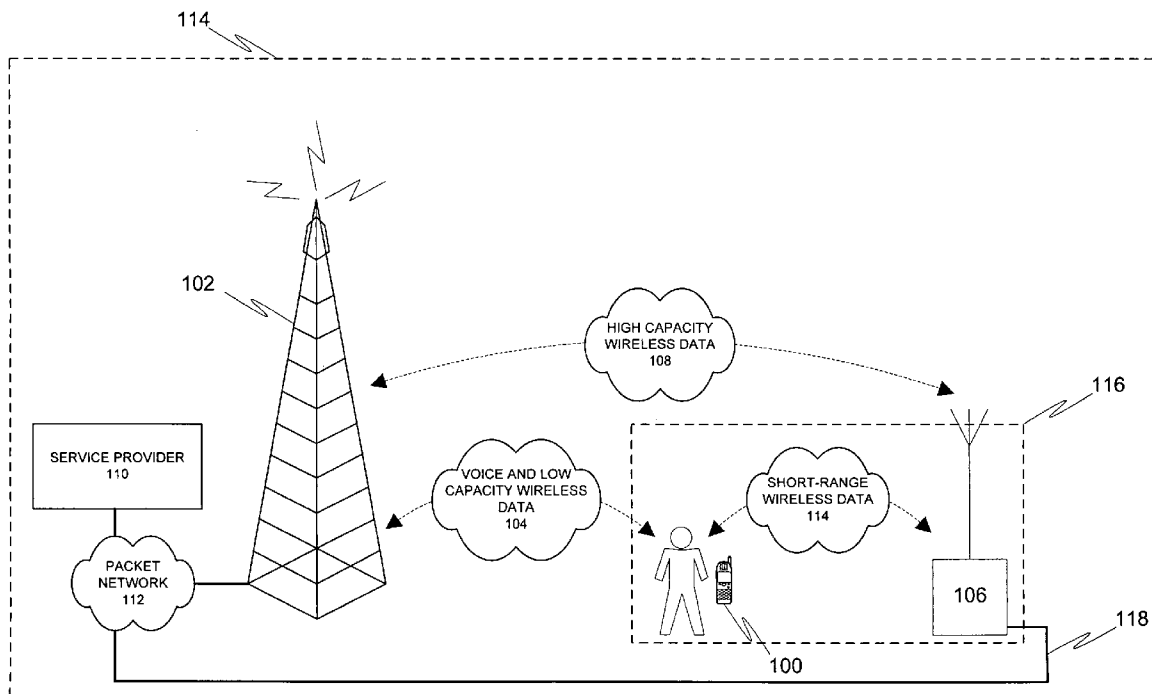 114
102
HIGH CAPACITY
WIRELESS DATA
108
116
SERVICE PROVIDER
110
VOICE AND LOW
CAPACITY WIRELESS
DATA
104
SHORT-RANGE
WIRELESS DATA
114
PACKET
NETWORK
112
106
118
100